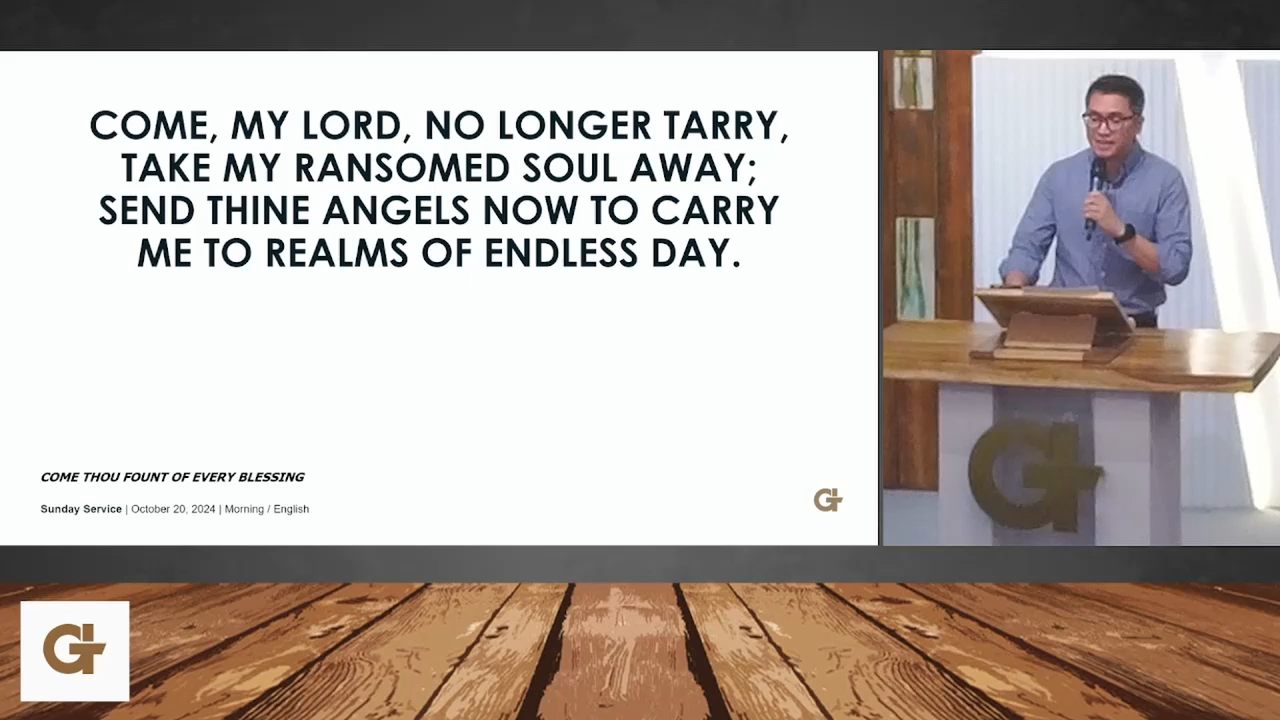 COME, MY LORD, NO LONGER TARRY,
TAKE MY RANSOMED SOUL AWAY;
SEND THINE ANGELS NOW TO CARRY
ME TO REALMS OF ENDLESS DAY.
COME THOU FOUNT OF EVERY BLESSING
Sunday Service | October 20, 2024 | Morning / English